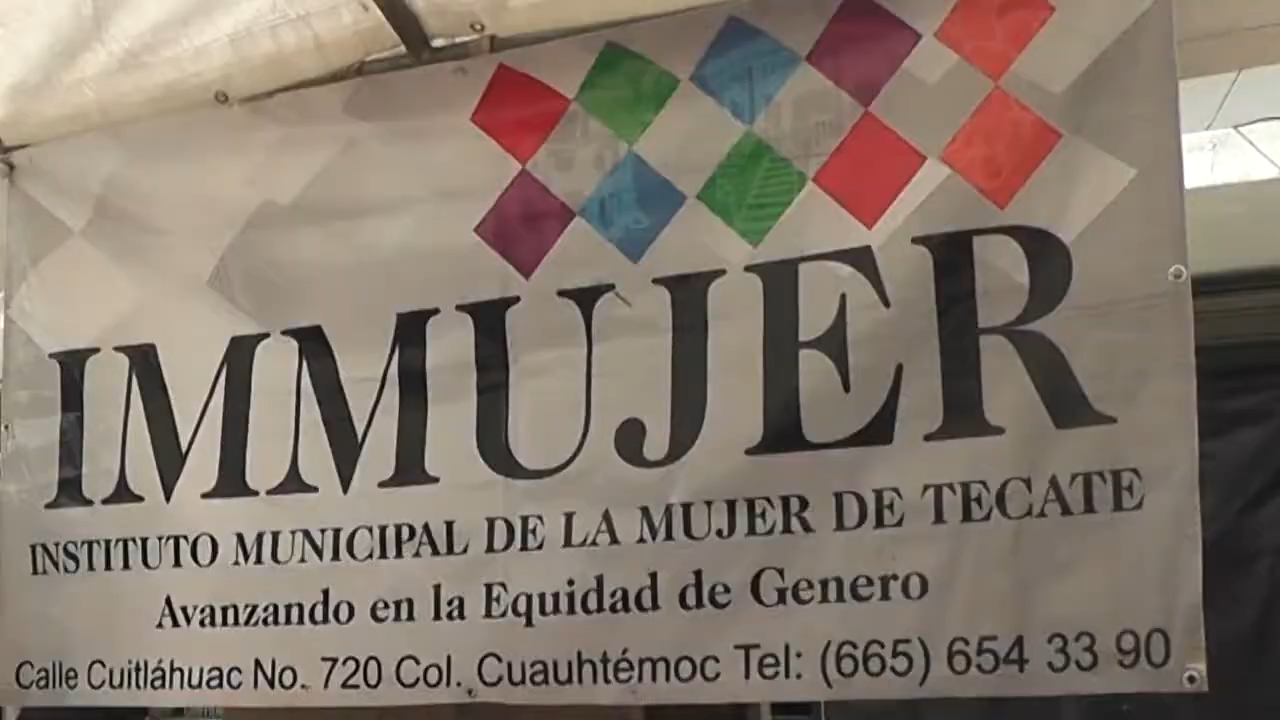 IMMUJER
INSTITUTO MUNICIPAL DE LA MUJER DE TECATE
Avanzando en la Equidad de Genero
Calle Cuitláhuac No. 720 Col. Cuauhtémoc Tel: (665) 654 33 90